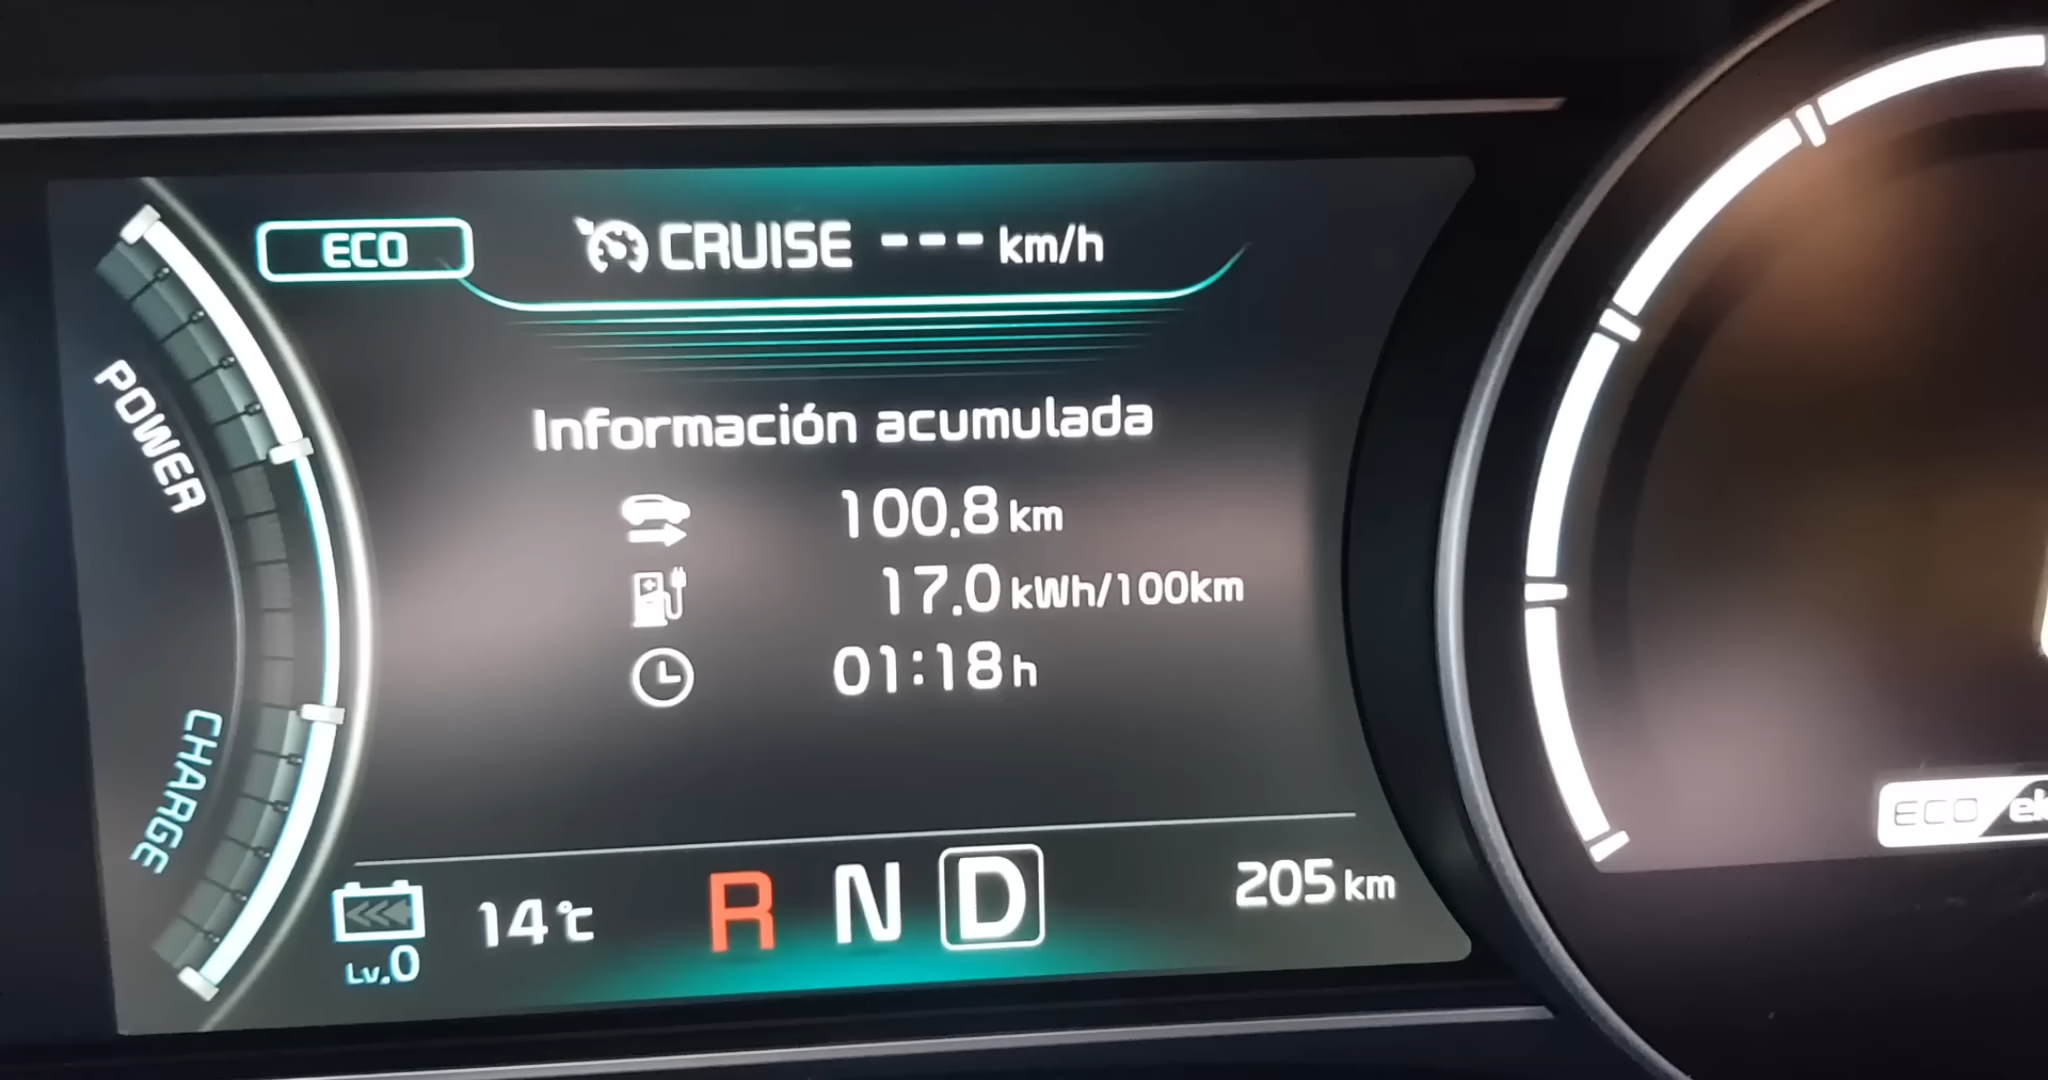 ECO CRUISE --- km/h
POWER
Información acumulada
100.8 km
17.0 kWh/100km
01:18 h
CHARGE
14°C R N D 205 km
Lv.0
ECO